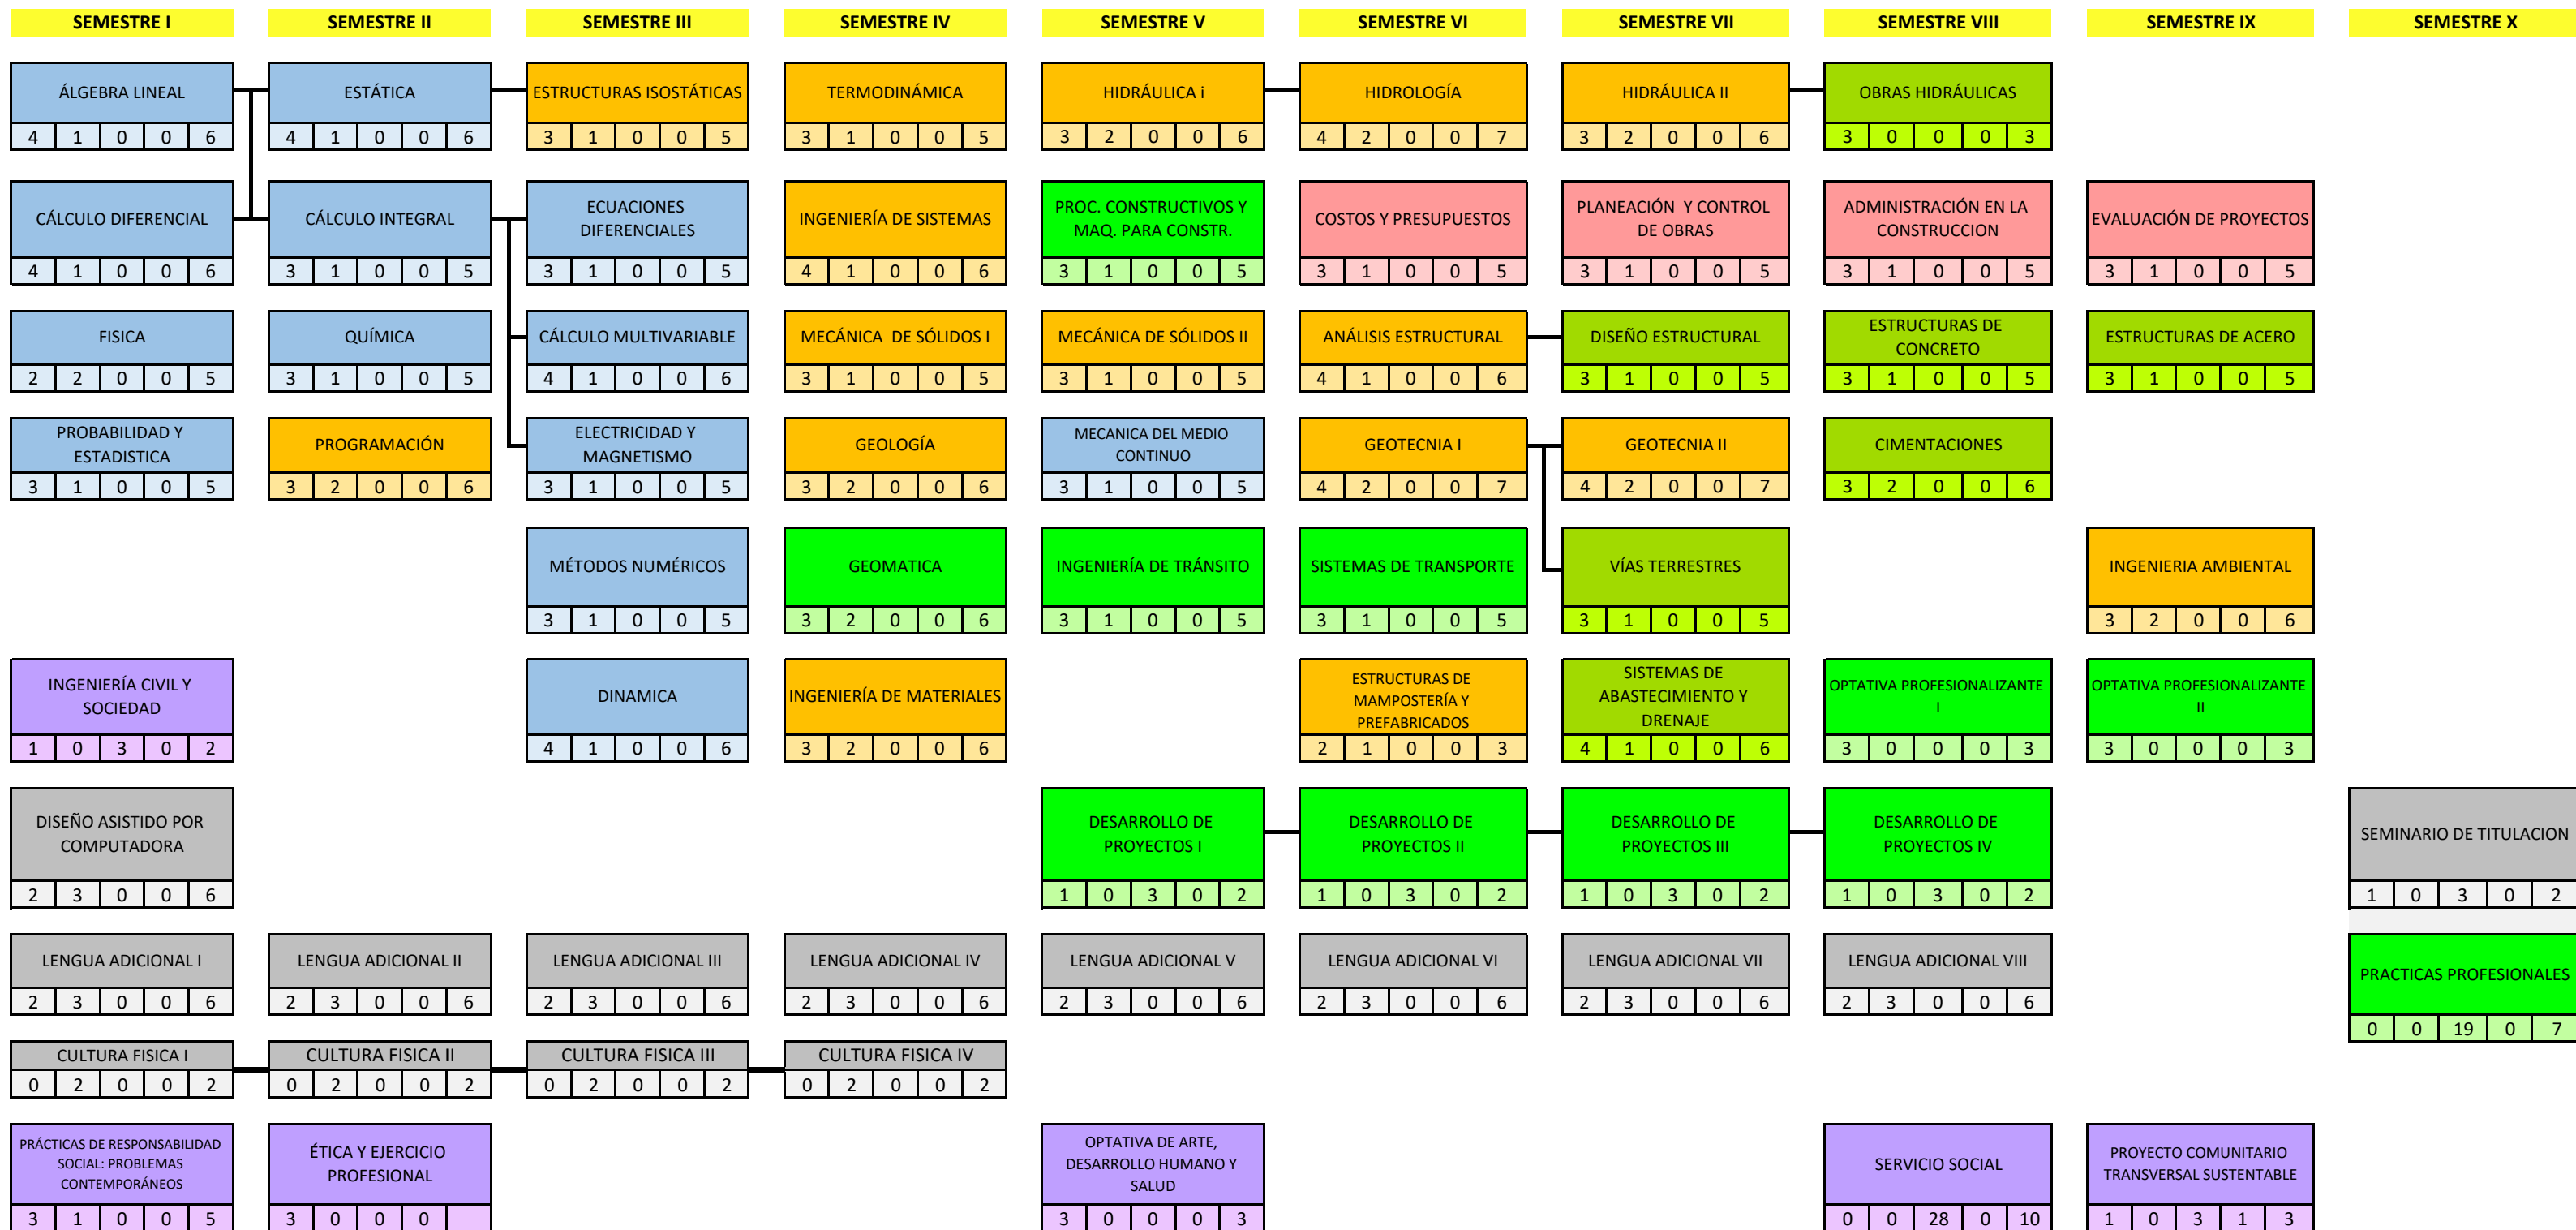 SEMESTRE I SEMESTRE II SEMESTRE III SEMESTRE IV SEMESTRE V SEMESTRE VI SEMESTRE VII SEMESTRE VIII SEMESTRE IX SEMESTRE X
ÁLGEBRA LINEAL
4 1 0 0 6
ESTÁTICA
4 1 0 0 6
ESTRUCTURAS ISOSTÁTICAS
3 1 0 0 5
TERMODINÁMICA
3 1 0 0 5
HIDRÁULICA i
3 2 0 0 6
HIDROLOGÍA
4 2 0 0 7
HIDRÁULICA II
3 2 0 0 6
OBRAS HIDRÁULICAS
3 0 0 0 3
CÁLCULO DIFERENCIAL
4 1 0 0 6
CÁLCULO INTEGRAL
3 1 0 0 5
ECUACIONES
DIFERENCIALES
3 1 0 0 5
INGENIERÍA DE SISTEMAS
4 1 0 0 6
PROC. CONSTRUCTIVOS Y
MAQ. PARA CONSTR.
3 1 0 0 5
COSTOS Y PRESUPUESTOS
3 1 0 0 5
PLANEACIÓN Y CONTROL
DE OBRAS
3 1 0 0 5
ADMINISTRACIÓN EN LA
CONSTRUCCION
3 1 0 0 5
EVALUACIÓN DE PROYECTOS
3 1 0 0 5
FISICA
2 2 0 0 5
QUÍMICA
3 1 0 0 5
CÁLCULO MULTIVARIABLE
4 1 0 0 6
MECÁNICA DE SÓLIDOS I
3 1 0 0 5
MECÁNICA DE SÓLIDOS II
3 1 0 0 5
ANÁLISIS ESTRUCTURAL
4 1 0 0 6
DISEÑO ESTRUCTURAL
3 1 0 0 5
ESTRUCTURAS DE
CONCRETO
3 1 0 0 5
ESTRUCTURAS DE ACERO
3 1 0 0 5
PROBABILIDAD Y
ESTADISTICA
3 1 0 0 5
PROGRAMACIÓN
3 2 0 0 6
ELECTRICIDAD Y
MAGNETISMO
3 1 0 0 5
GEOLOGÍA
3 2 0 0 6
MECANICA DEL MEDIO
CONTINUO
3 1 0 0 5
GEOTECNIA I
4 2 0 0 7
GEOTECNIA II
4 2 0 0 7
CIMENTACIONES
3 2 0 0 6
MÉTODOS NUMÉRICOS
3 1 0 0 5
GEOMATICA
3 2 0 0 6
INGENIERÍA DE TRÁNSITO
3 1 0 0 5
SISTEMAS DE TRANSPORTE
3 1 0 0 5
VÍAS TERRESTRES
3 1 0 0 5
INGENIERIA AMBIENTAL
3 2 0 0 6
INGENIERÍA CIVIL Y
SOCIEDAD
1 0 3 0 2
DINAMICA
4 1 0 0 6
INGENIERÍA DE MATERIALES
3 2 0 0 6
ESTRUCTURAS DE
MAMPOSTERÍA Y
PREFABRICADOS
2 1 0 0 3
SISTEMAS DE
ABASTECIMIENTO Y
DRENAJE
4 1 0 0 6
OPTATIVA PROFESIONALIZANTE
I
3 0 0 0 3
OPTATIVA PROFESIONALIZANTE
II
3 0 0 0 3
DISEÑO ASISTIDO POR
COMPUTADORA
2 3 0 0 6
DESARROLLO DE
PROYECTOS I
1 0 3 0 2
DESARROLLO DE
PROYECTOS II
1 0 3 0 2
DESARROLLO DE
PROYECTOS III
1 0 3 0 2
DESARROLLO DE
PROYECTOS IV
1 0 3 0 2
SEMINARIO DE TITULACION
1 0 3 0 2
LENGUA ADICIONAL I
2 3 0 0 6
LENGUA ADICIONAL II
2 3 0 0 6
LENGUA ADICIONAL III
2 3 0 0 6
LENGUA ADICIONAL IV
2 3 0 0 6
LENGUA ADICIONAL V
2 3 0 0 6
LENGUA ADICIONAL VI
2 3 0 0 6
LENGUA ADICIONAL VII
2 3 0 0 6
LENGUA ADICIONAL VIII
2 3 0 0 6
PRACTICAS PROFESIONALES
0 0 19 0 7
CULTURA FISICA I
0 2 0 0 2
CULTURA FISICA II
0 2 0 0 2
CULTURA FISICA III
0 2 0 0 2
CULTURA FISICA IV
0 2 0 0 2
PRÁCTICAS DE RESPONSABILIDAD
SOCIAL: PROBLEMAS
CONTEMPORÁNEOS
3 1 0 0 5
ÉTICA Y EJERCICIO
PROFESIONAL
3 0 0 0
OPTATIVA DE ARTE,
DESARROLLO HUMANO Y
SALUD
3 0 0 0 3
SERVICIO SOCIAL
0 0 28 0 10
PROYECTO COMUNITARIO
TRANSVERSAL SUSTENTABLE
1 0 3 1 3